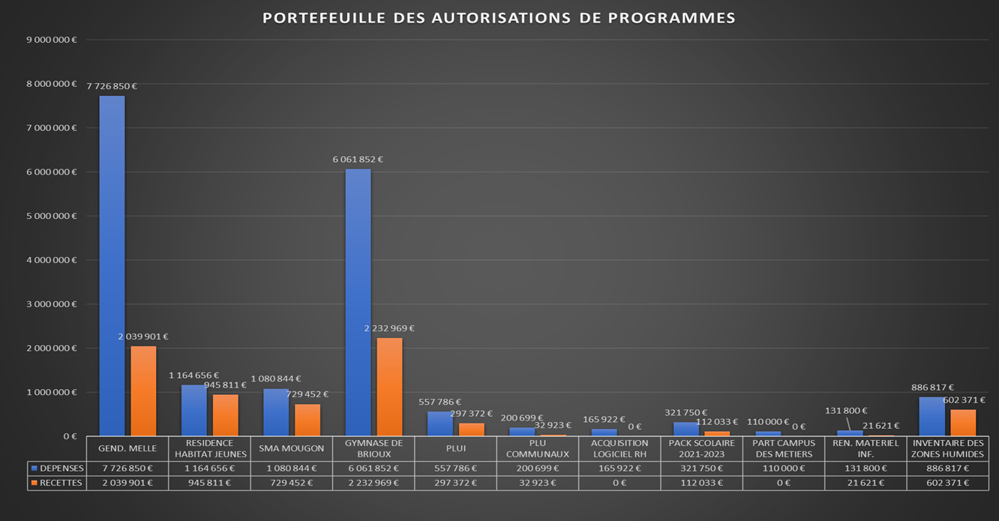 PORTEFEUILLE DES AUTORISATIONS DE PROGRAMMES
9 000 000 €
8 000 000 €
7 000 000 €
6 000 000 €
5 000 000 €
4 000 000 €
3 000 000 €
2 000 000 €
1 000 000 €
0 €
7 726 850 €
2 039 901 €
1 164 656 €
945 811 €
1 080 844 €
729 452 €
6 061 852 €
2 232 969 €
557 786 €
297 372 €
200 699 €
32 923 €
165 922 €
0 €
321 750 €
112 033 €
110 000 €
0 €
131 800 €
21 621 €
886 817 €
602 371 €
GEND. MELLE
RESIDENCE
HABITAT JEUNES
SMA MOUGON
GYMNASE DE
BRIOUX
PLUI
PLU
COMMUNAUX
ACQUISITION
LOGICIEL RH
PACK SCOLAIRE
2021-2023
PART CAMPUS
DES METIERS
REN. MATERIEL
INF.
INVENTAIRE DES
ZONES HUMIDES
DEPENSES 7 726 850 € 1 164 656 € 1 080 844 € 6 061 852 € 557 786 € 200 699 € 165 922 € 321 750 € 110 000 € 131 800 € 886 817 €
RECETTES 2 039 901 € 945 811 € 729 452 € 2 232 969 € 297 372 € 32 923 € 0 € 112 033 € 0 € 21 621 € 602 371 €